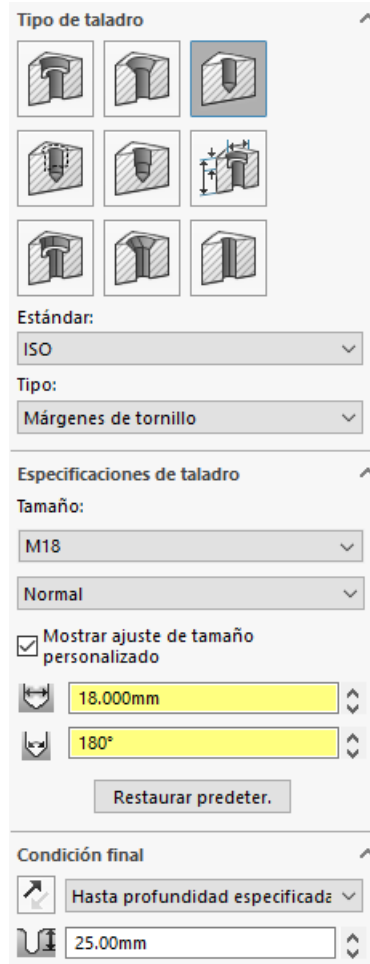 Tipo de taladro
Estándar:
ISO
Tipo:
Márgenes de tornillo
Especificaciones de taladro
Tamaño:
M18
Normal
Mostrar ajuste de tamaño
personalizado
18.000mm
180°
Restaurar predeter.
Condición final
Hasta profundidad especificada
25.00mm